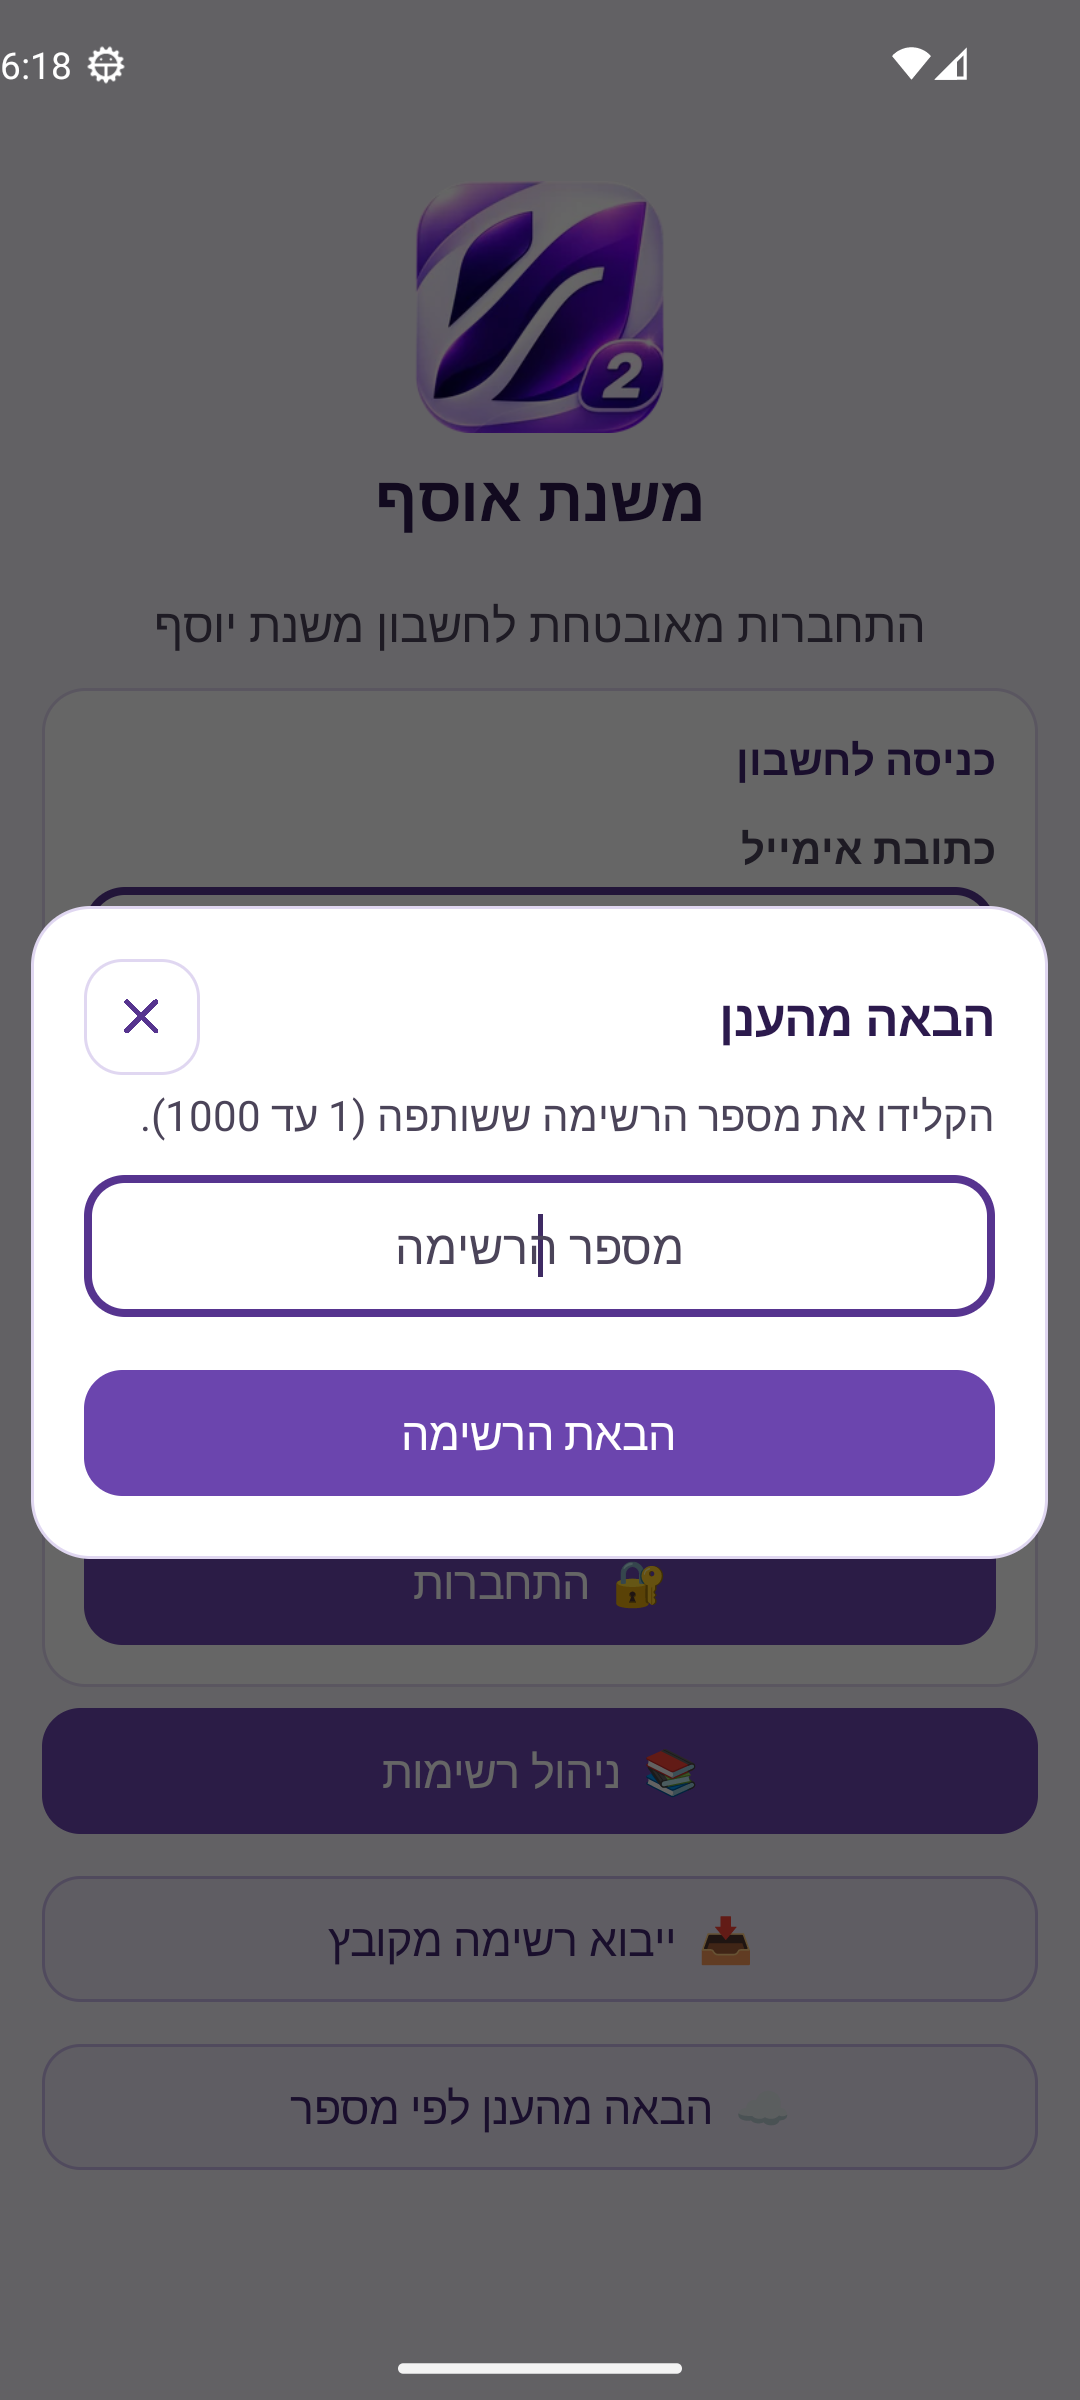 6:18
2
משנת אוסף
התחברות מאובטחת לחשבון משנת יוסף
כניסה לחשבון
כתובת אימייל
הבאה מהענן
הקלידו את מספר הרשימה ששותפה (1 עד 1000).
מספר הרשימה
הבאת הרשימה
🔐 התחברות
📚 ניהול רשימות
📥 ייבוא רשימה מקובץ
☁️ הבאה מהענן לפי מספר